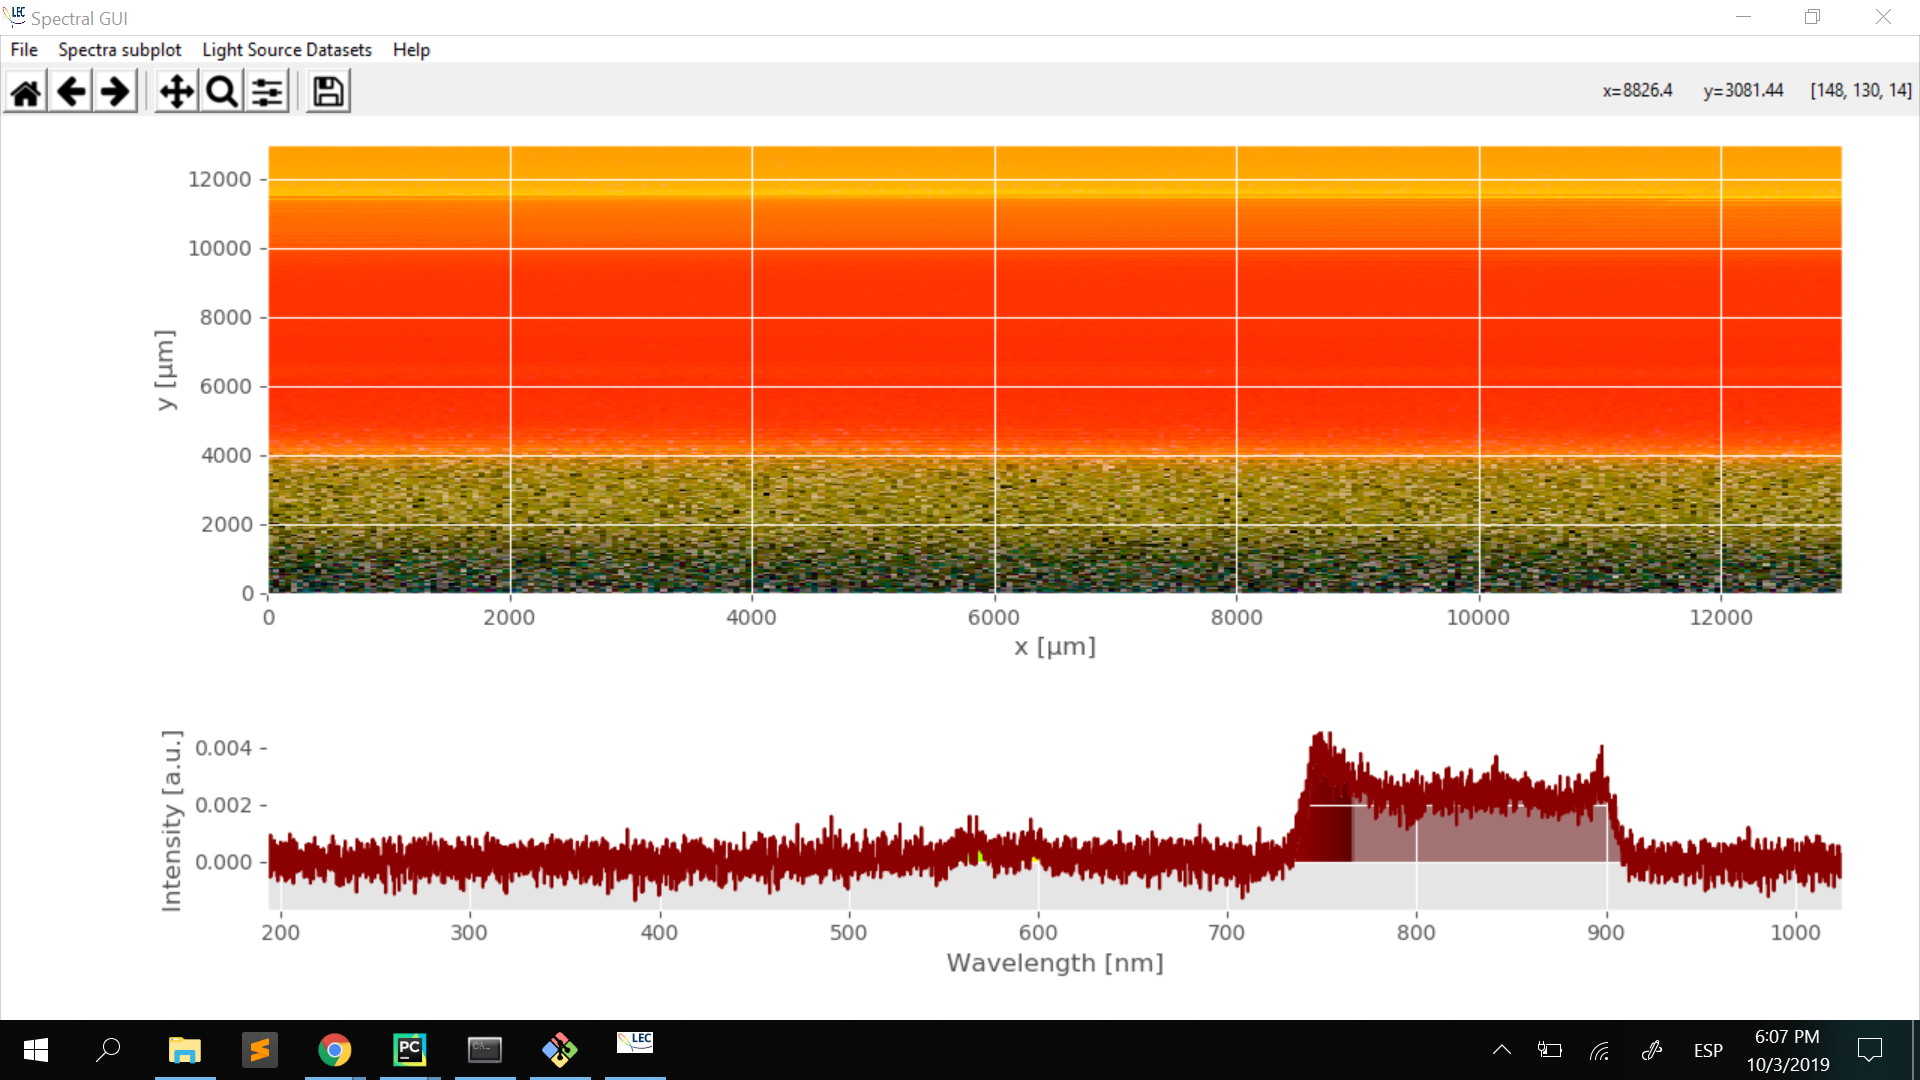 LEC Spectral GUI
File Spectra subplot Light Source Datasets Help
x=8826.4 y=3081.44 [148, 130, 14]
12000
10000
8000
6000
4000
2000
0
y [µm]
0 2000 4000 6000 8000 10000 12000
x [µm]
0.004
0.002
0.000
Intensity [a.u.]
200 300 400 500 600 700 800 900 1000
Wavelength [nm]
PC
LEC
ESP
6:07 PM
10/3/2019